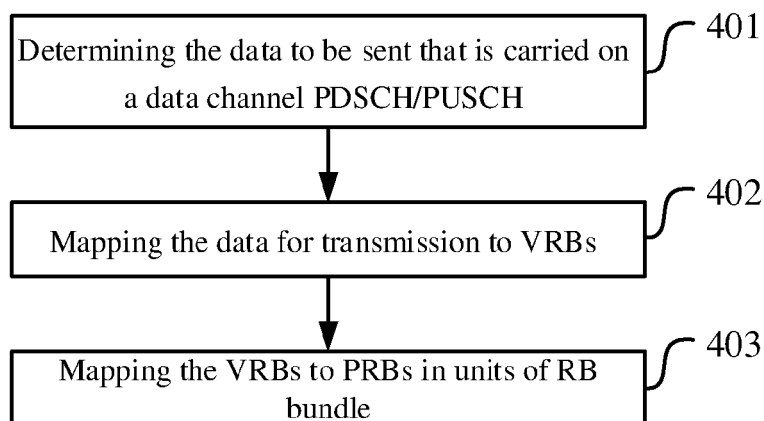 Determining the data to be sent that is carried on
a data channel PDSCH/PUSCH
401
Mapping the data for transmission to VRBs
402
Mapping the VRBs to PRBs in units of RB
bundle
403